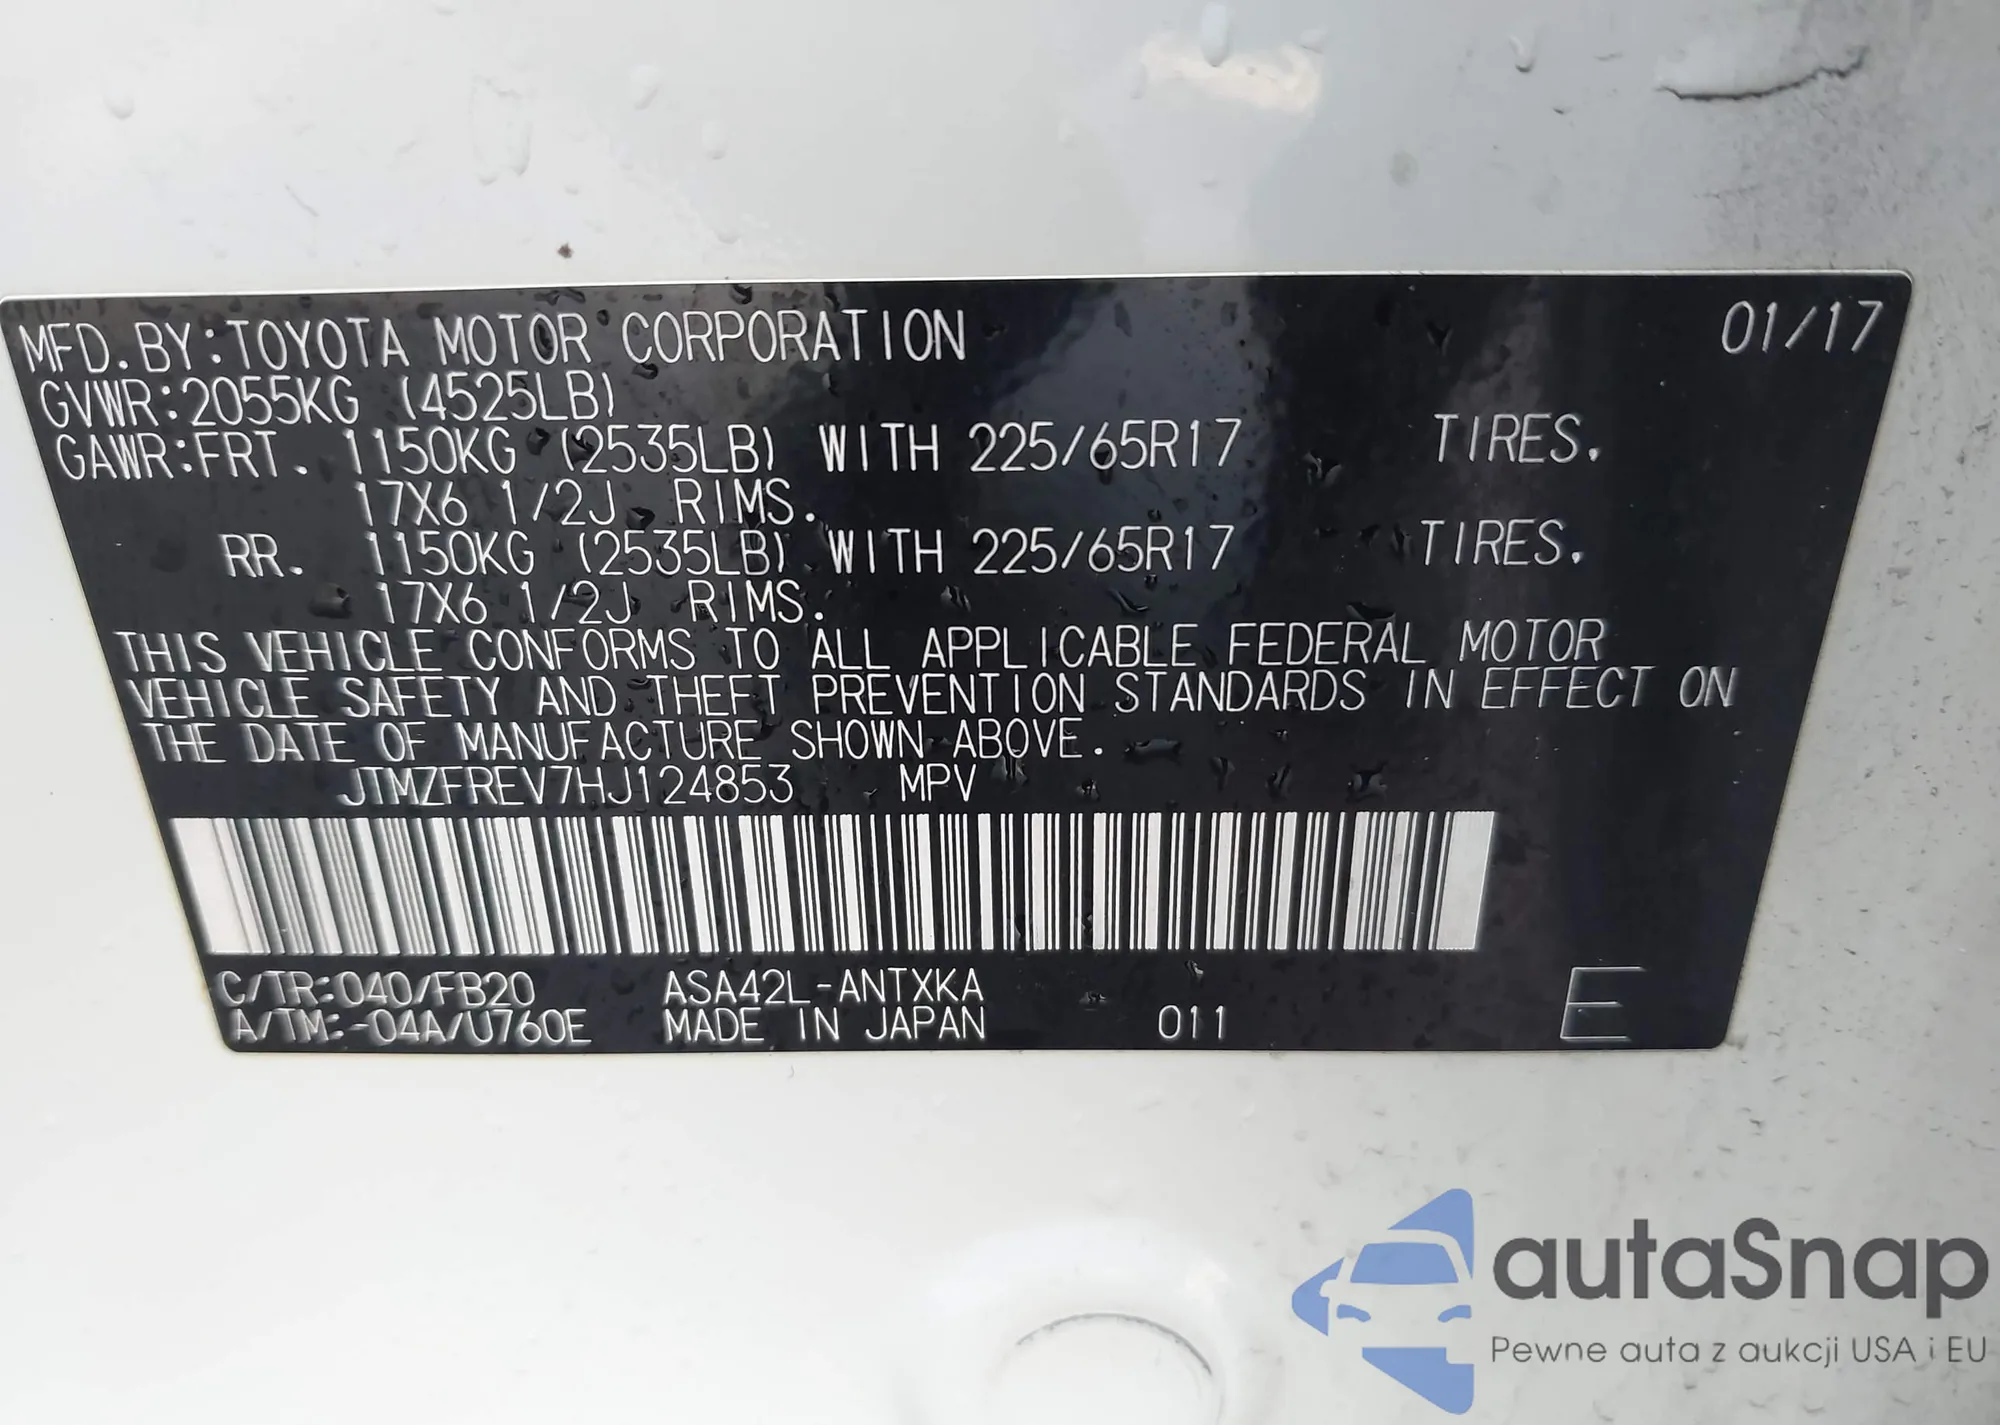 MFD.BY:TOYOTA MOTOR CORPORATION 01/17
GVWR:2055KG (4525LB)
GAWR:FRT. 1150KG (2535LB) WITH 225/65R17 TIRES.
17X6 1/2J RIMS.
RR. 1150KG (2535LB) WITH 225/65R17 TIRES.
17X6 1/2J RIMS.
THIS VEHICLE CONFORMS TO ALL APPLICABLE FEDERAL MOTOR
VEHICLE SAFETY AND THEFT PREVENTION STANDARDS IN EFFECT ON
THE DATE OF MANUFACTURE SHOWN ABOVE.
JTMZFREV7HJ124853 MPV
C/TR:040/FB20 ASA42L-ANTXKA
A/TM:-04A/U760E MADE IN JAPAN 011 E
autaSnap
Pewne auta z aukcji USA i EU